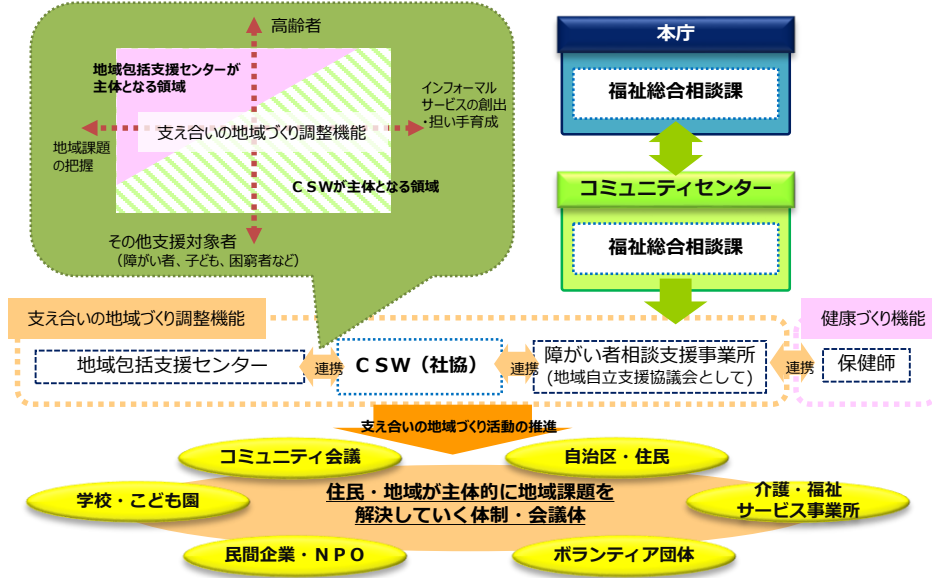 高齢者
地域包括支援センターが
主体となる領域
インフォーマル
サービスの創出
・担い手育成
支え合いの地域づくり調整機能
地域課題
の把握
ＣＳＷが主体となる領域
その他支援対象者
（障がい者、子ども、困窮者など）
本庁
福祉総合相談課
コミュニティセンター
福祉総合相談課
支え合いの地域づくり調整機能
健康づくり機能
地域包括支援センター
連携
ＣＳＷ（社協）
連携
障がい者相談支援事業所
(地域自立支援協議会として)
連携
保健師
支え合いの地域づくり活動の推進
コミュニティ会議
自治区・住民
学校・こども園
住民・地域が主体的に地域課題を
解決していく体制・会議体
介護・福祉
サービス事業所
民間企業・ＮＰＯ
ボランティア団体